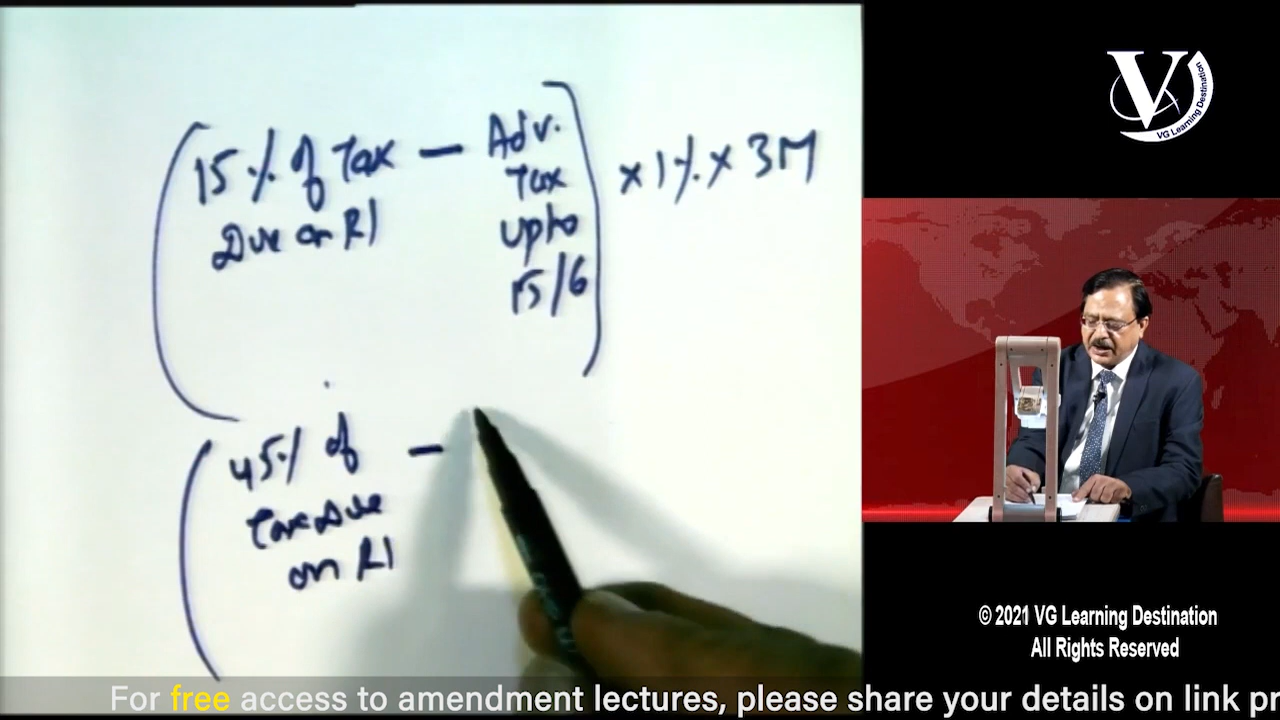 15% of Tax — Adv. x 1% x 3M
Due on RI Tax
upto
15/6
45% of —
Tax Due
on RI
V
VG Learning Destination
© 2021 VG Learning Destination
All Rights Reserved
For free access to amendment lectures, please share your details on link pr